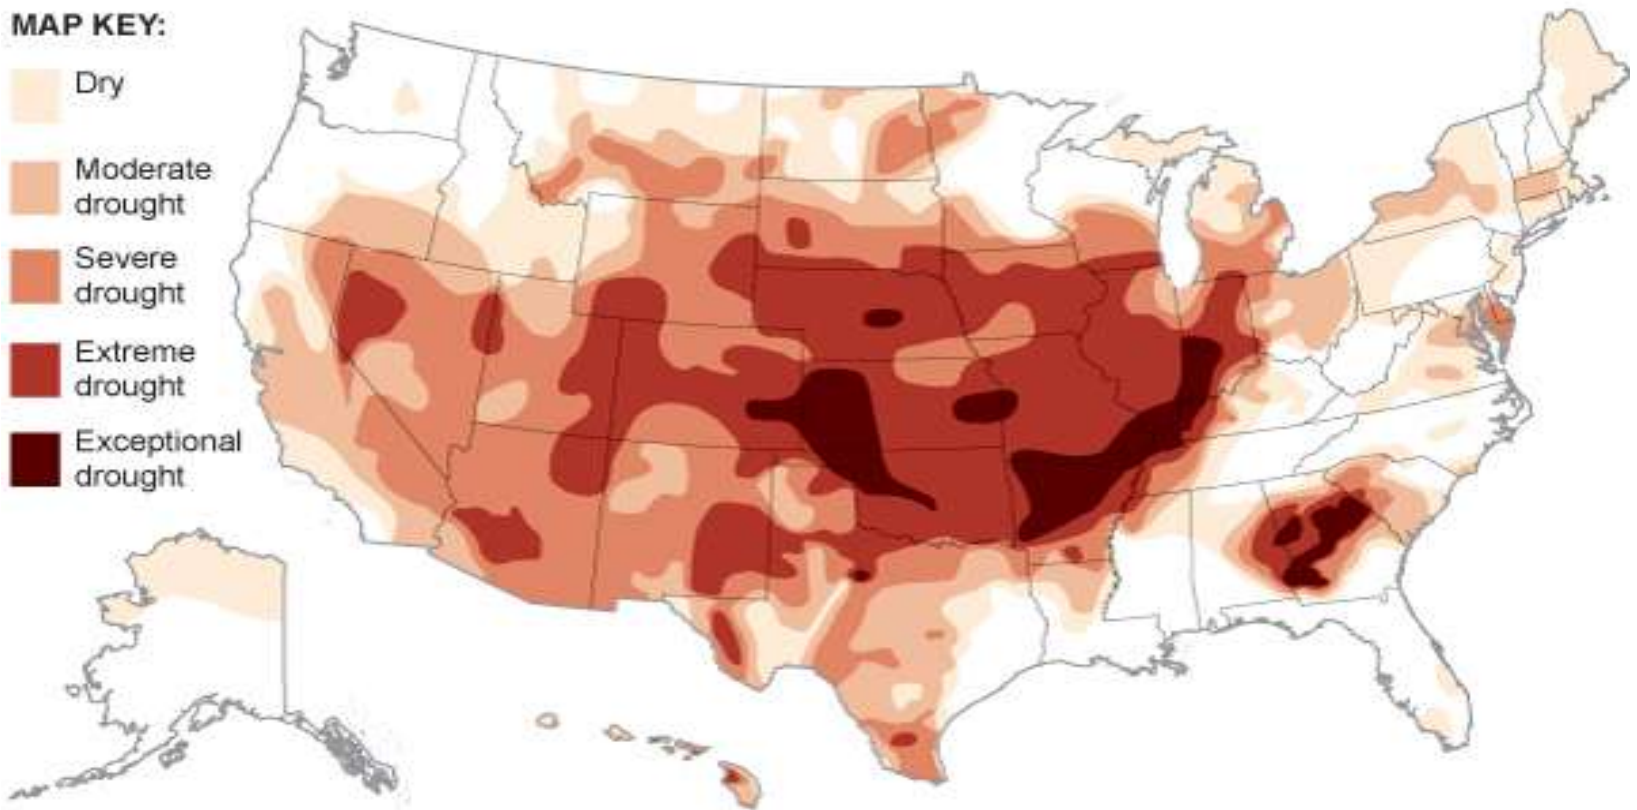 MAP KEY:
Dry
Moderate
drought
Severe
drought
Extreme
drought
Exceptional
drought